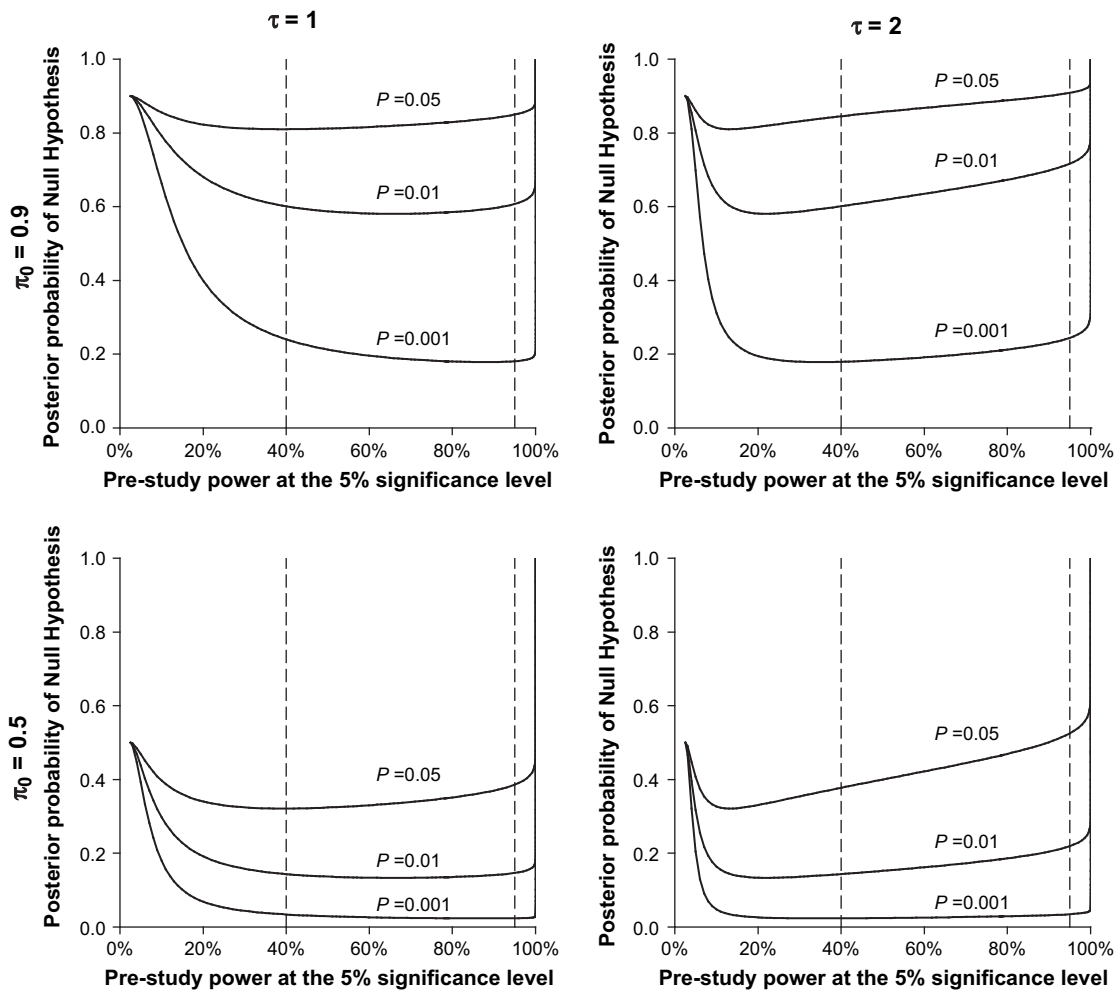 τ = 1
τ = 2
π0 = 0.9
Posterior probability of Null Hypothesis
1.0
0.8
0.6
0.4
0.2
0.0
P =0.05
P =0.01
P =0.001
0% 20% 40% 60% 80% 100%
Pre-study power at the 5% significance level
Posterior probability of Null Hypothesis
1.0
0.8
0.6
0.4
0.2
0.0
P =0.05
P =0.01
P =0.001
0% 20% 40% 60% 80% 100%
Pre-study power at the 5% significance level
π0 = 0.5
Posterior probability of Null Hypothesis
1.0
0.8
0.6
0.4
0.2
0.0
P =0.05
P =0.01
P =0.001
0% 20% 40% 60% 80% 100%
Pre-study power at the 5% significance level
Posterior probability of Null Hypothesis
1.0
0.8
0.6
0.4
0.2
0.0
P =0.05
P =0.01
P =0.001
0% 20% 40% 60% 80% 100%
Pre-study power at the 5% significance level